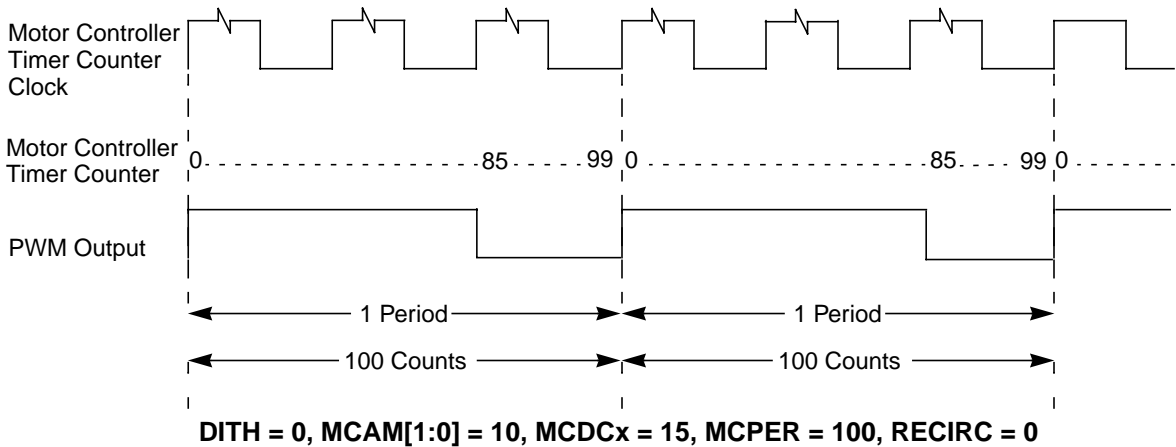 Motor Controller
Timer Counter
Clock
Motor Controller
Timer Counter
0 85 99 0 85 99 0
PWM Output
1 Period 1 Period
100 Counts 100 Counts
DITH = 0, MCAM[1:0] = 10, MCDCx = 15, MCPER = 100, RECIRC = 0